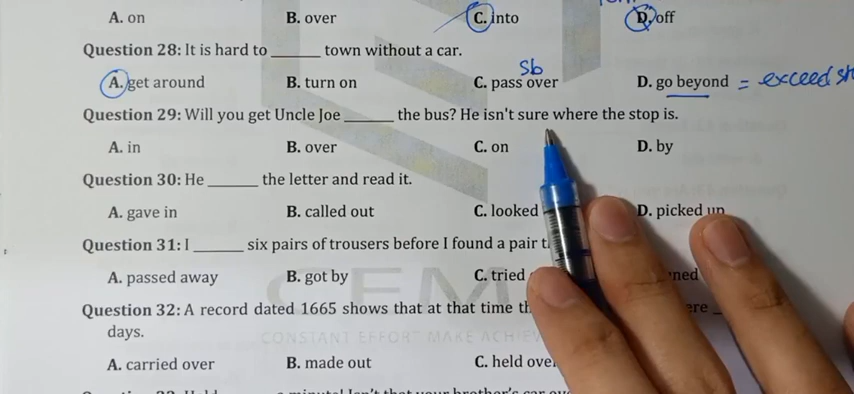 A. on B. over C. into D. off
Question 28: It is hard to ______ town without a car.
sb
A. get around B. turn on C. pass over D. go beyond = exceed
Question 29: Will you get Uncle Joe ______ the bus? He isn't sure where the stop is.
A. in B. over C. on D. by
Question 30: He ______ the letter and read it.
A. gave in B. called out C. looked D. picked up
Question 31: I ______ six pairs of trousers before I found a pair
A. passed away B. got by C. tried
Question 32: A record dated 1665 shows that at that time
days.
CONSTANT EFFORT MAKE
A. carried over B. made out C. held over